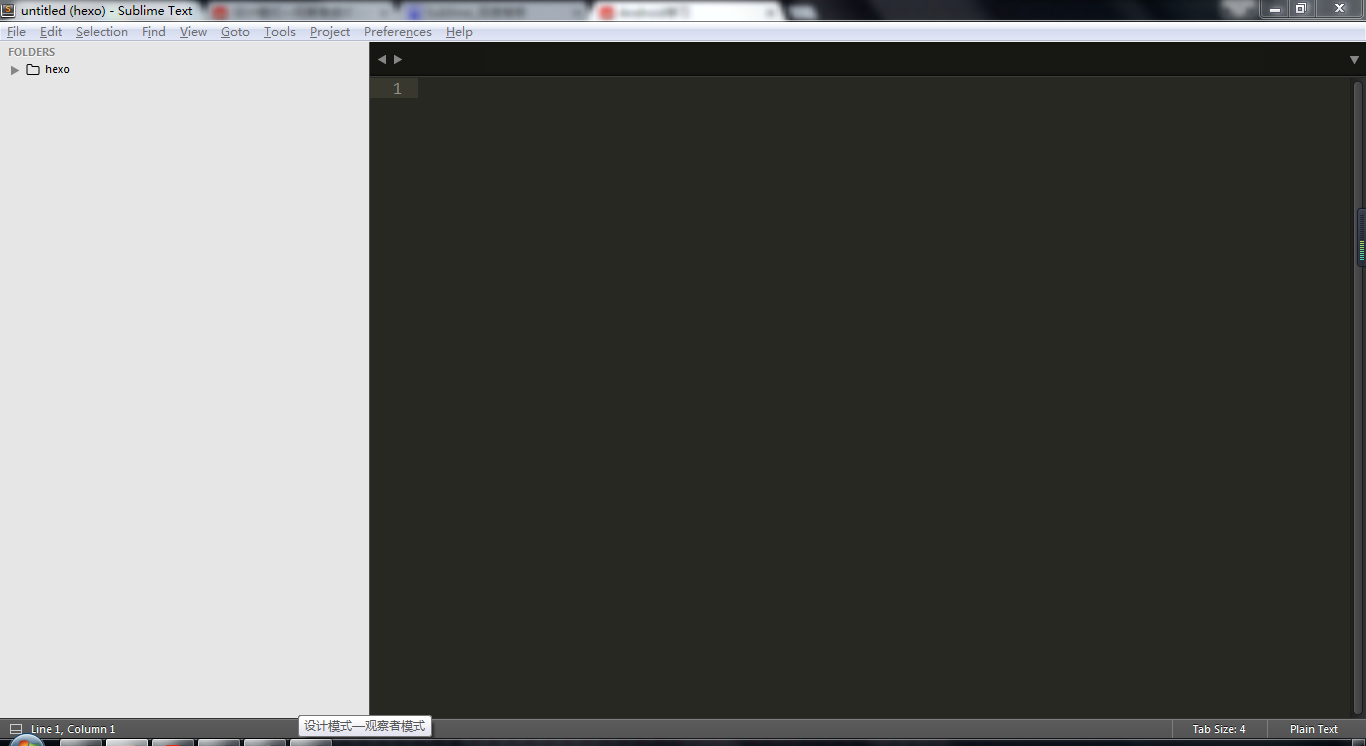 untitled (hexo) - Sublime Text
File Edit Selection Find View Goto Tools Project Preferences Help
FOLDERS
hexo
1
Line 1, Column 1
设计模式—观察者模式
Tab Size: 4
Plain Text